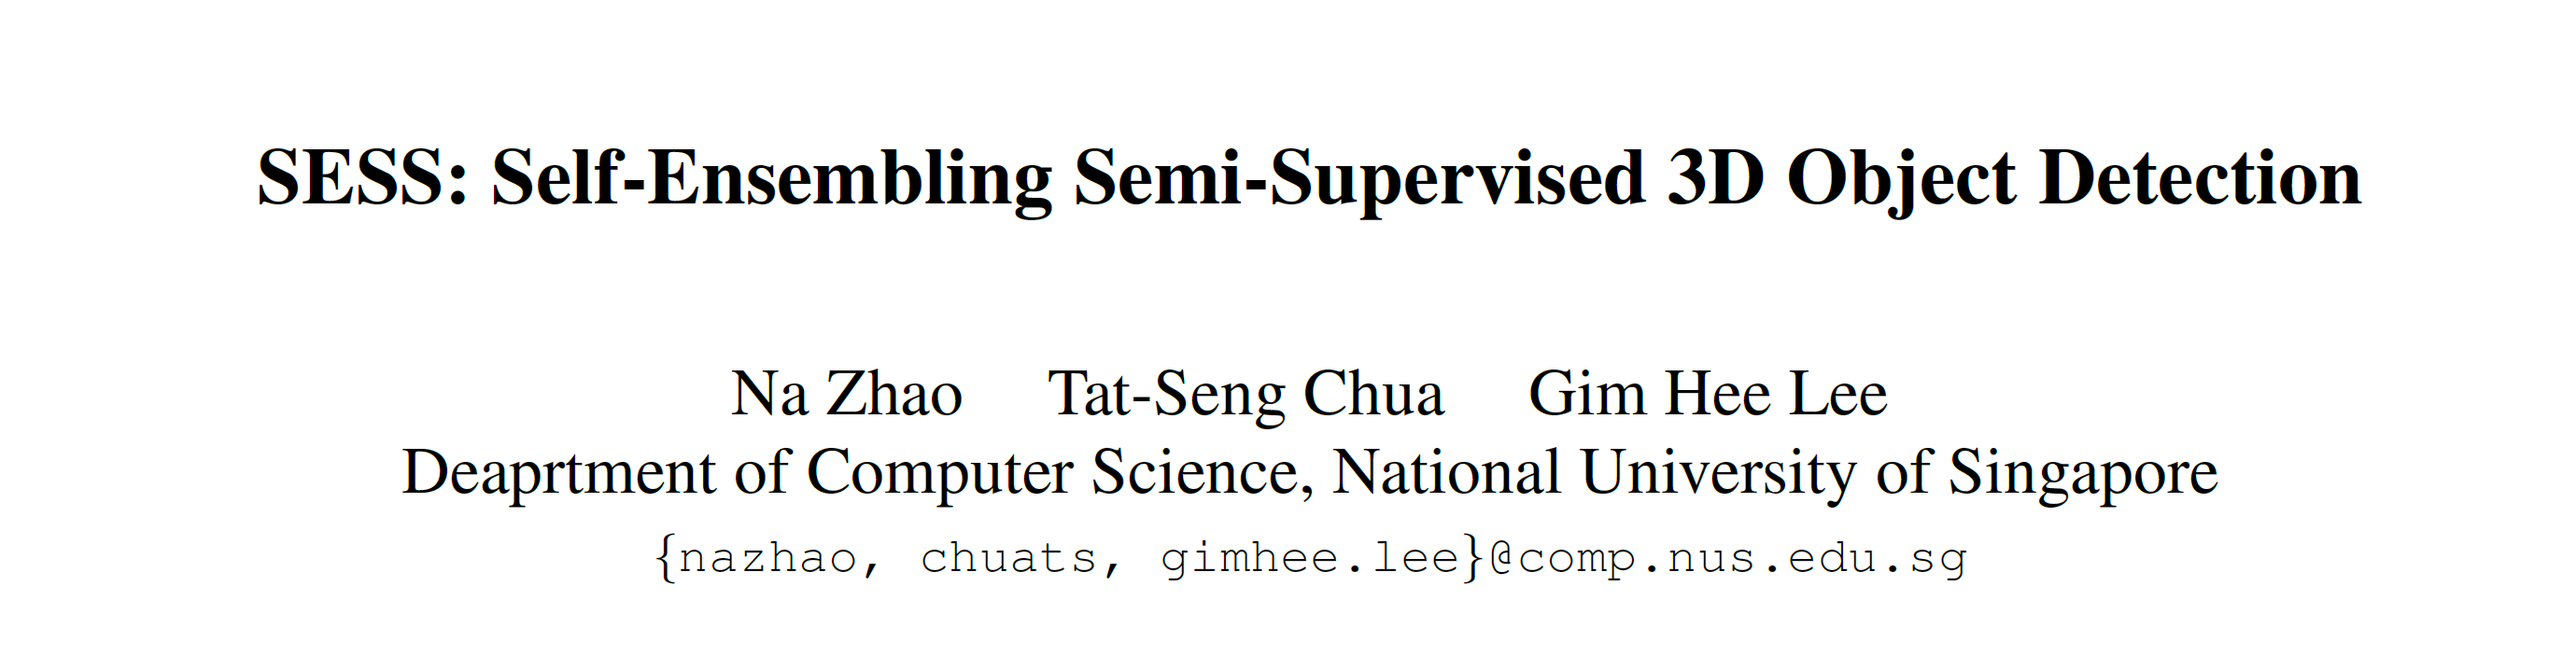 SESS: Self-Ensembling Semi-Supervised 3D Object Detection
Na Zhao Tat-Seng Chua Gim Hee Lee
Deaprtment of Computer Science, National University of Singapore
{nazhao, chuats, gimhee.lee}@comp.nus.edu.sg